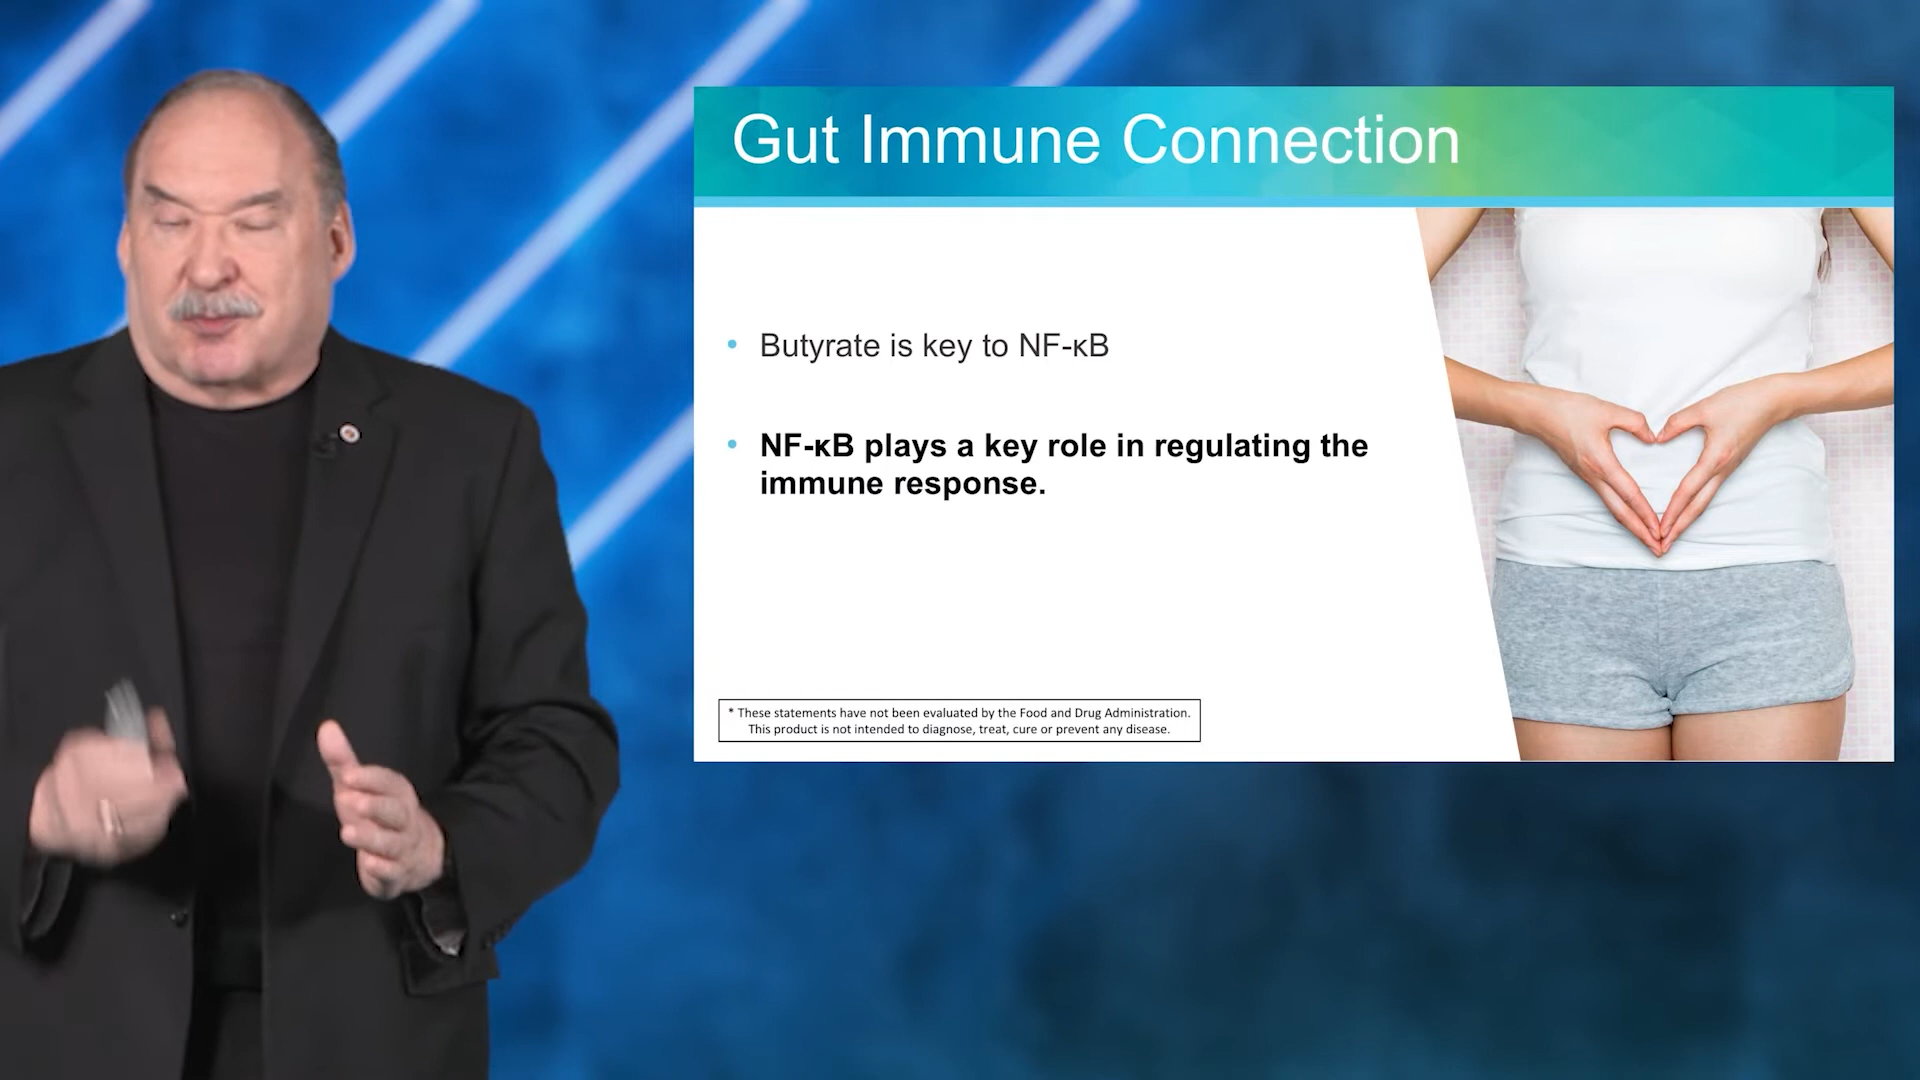 Gut Immune Connection
• Butyrate is key to NF-κB
• NF-κB plays a key role in regulating the
immune response.
* These statements have not been evaluated by the Food and Drug Administration.
This product is not intended to diagnose, treat, cure or prevent any disease.